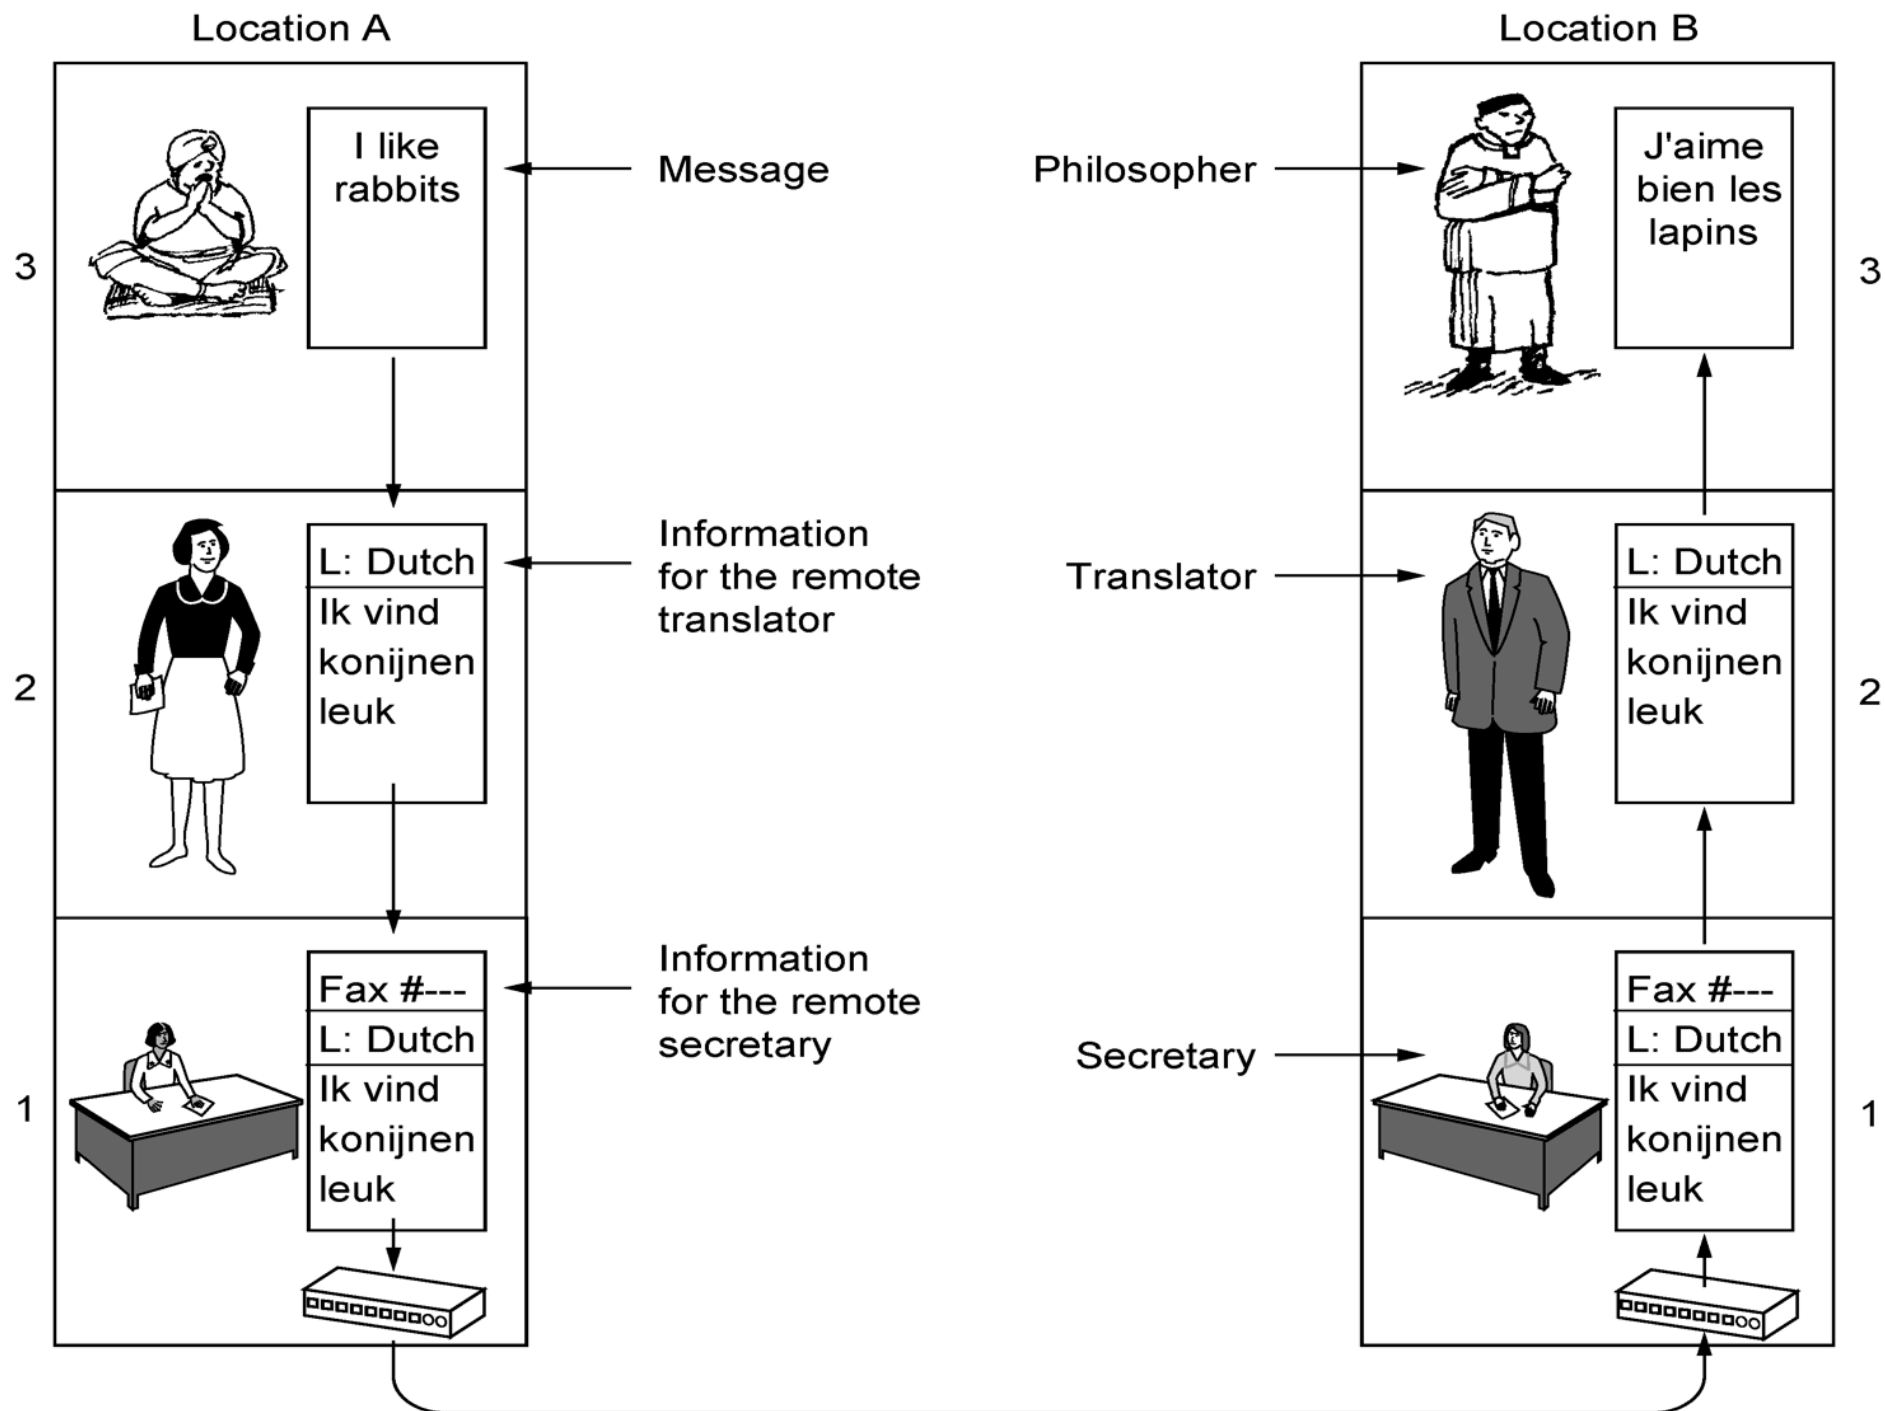 Location A
Location B
I like
rabbits
Message
Philosopher
J'aime
bien les
lapins
3
3
L: Dutch
Ik vind
konijnen
leuk
Information
for the remote
translator
Translator
L: Dutch
Ik vind
konijnen
leuk
2
2
Fax #---
L: Dutch
Ik vind
konijnen
leuk
Information
for the remote
secretary
Secretary
Fax #---
L: Dutch
Ik vind
konijnen
leuk
1
1